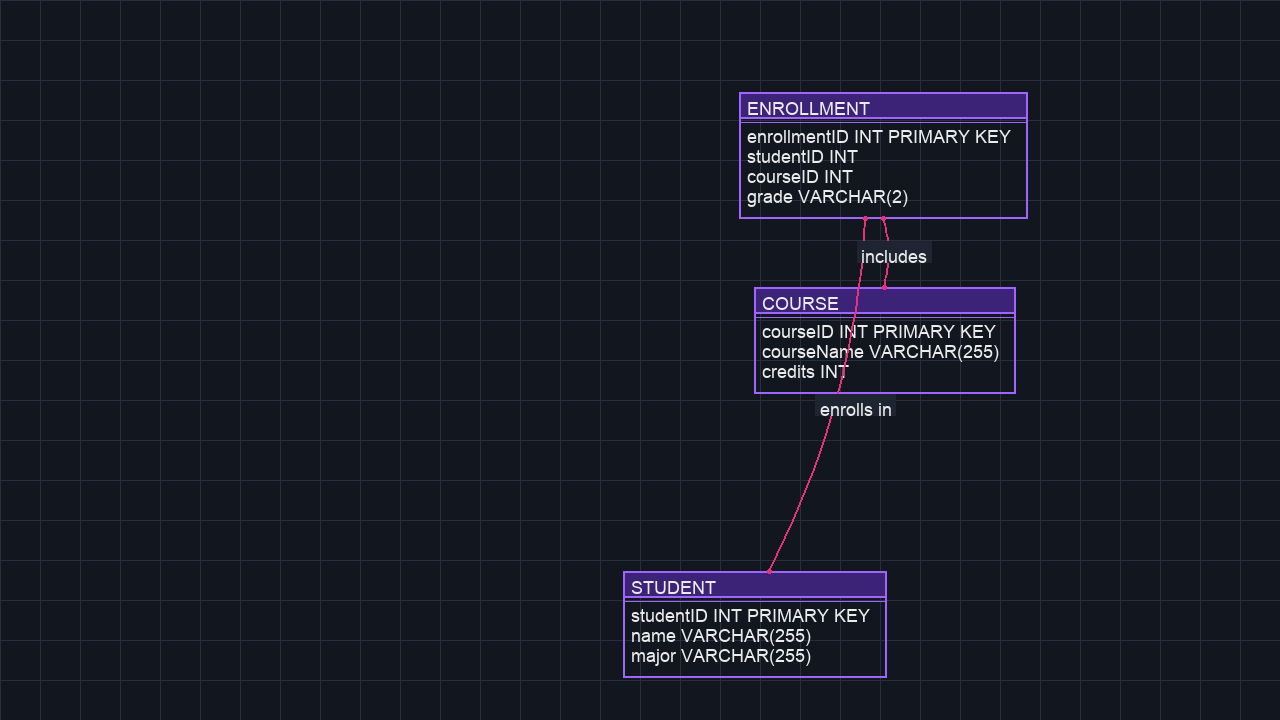 ENROLLMENT
enrollmentID INT PRIMARY KEY
studentID INT
courseID INT
grade VARCHAR(2)
includes
COURSE
courseID INT PRIMARY KEY
courseName VARCHAR(255)
credits INT
enrolls in
STUDENT
studentID INT PRIMARY KEY
name VARCHAR(255)
major VARCHAR(255)